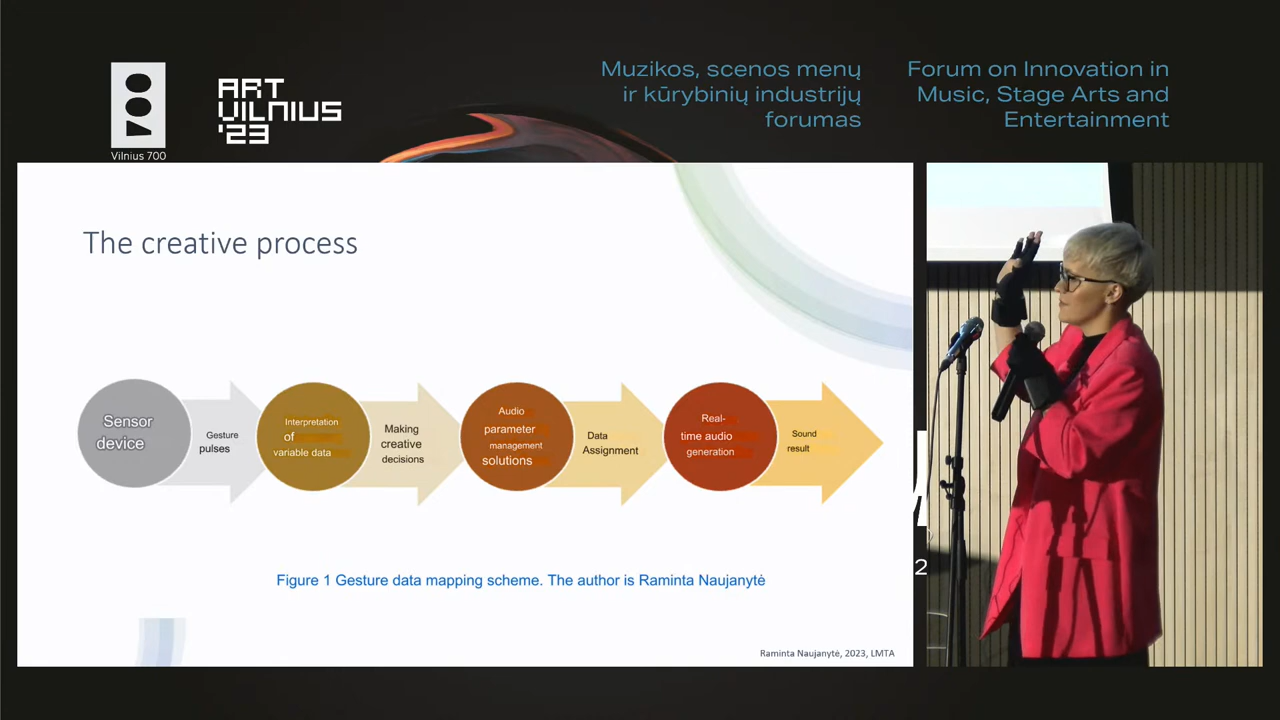 Vilnius 700
ART
VILNIUS
'23
Muzikos, scenos menų
ir kūrybinių industrijų
forumas
Forum on Innovation in
Music, Stage Arts and
Entertainment
The creative process
Sensor
device
Gesture
pulses
Interpretation
of
variable data
Making
creative
decisions
Audio
parameter
management
solutions
Data
Assignment
Real-
time audio
generation
Sound
result
Figure 1 Gesture data mapping scheme. The author is Raminta Naujanytė
Raminta Naujanytė, 2023, LMTA